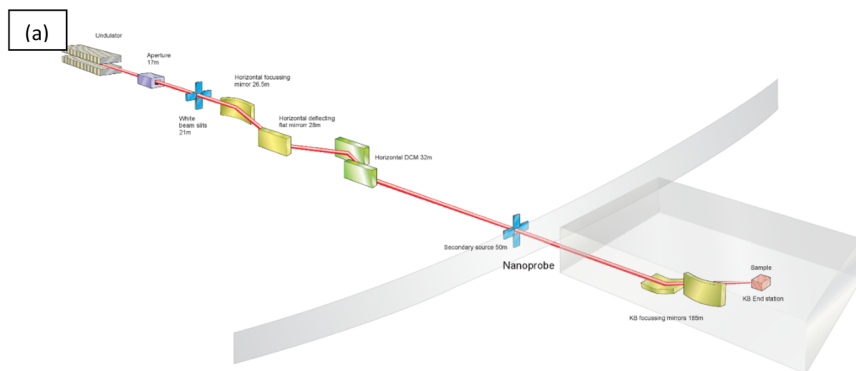 (a)
Undulator
Aperture
17m
White
beam slits
21m
Horizontal focussing
mirror 26.5m
Horizontal deflecting
flat mirrorr 28m
Horizontal DCM 32m
Secondary source 50m
Nanoprobe
Sample
KB End station
KB focussing mirrors 185m